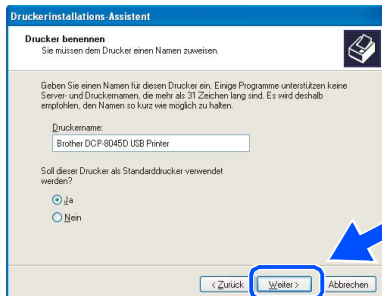 Druckerinstallations-Assistent
Drucker benennen
Sie müssen dem Drucker einen Namen zuweisen.
Geben Sie einen Namen für diesen Drucker ein. Einige Programme unterstützen keine
Server- und Druckernamen, die mehr als 31 Zeichen lang sind. Es wird deshalb
empfohlen, den Namen so kurz wie möglich zu halten.
Druckername:
Brother DCP-8045D USB Printer
Soll dieser Drucker als Standarddrucker verwendet
werden?
Ja
Nein
< Zurück Weiter > Abbrechen